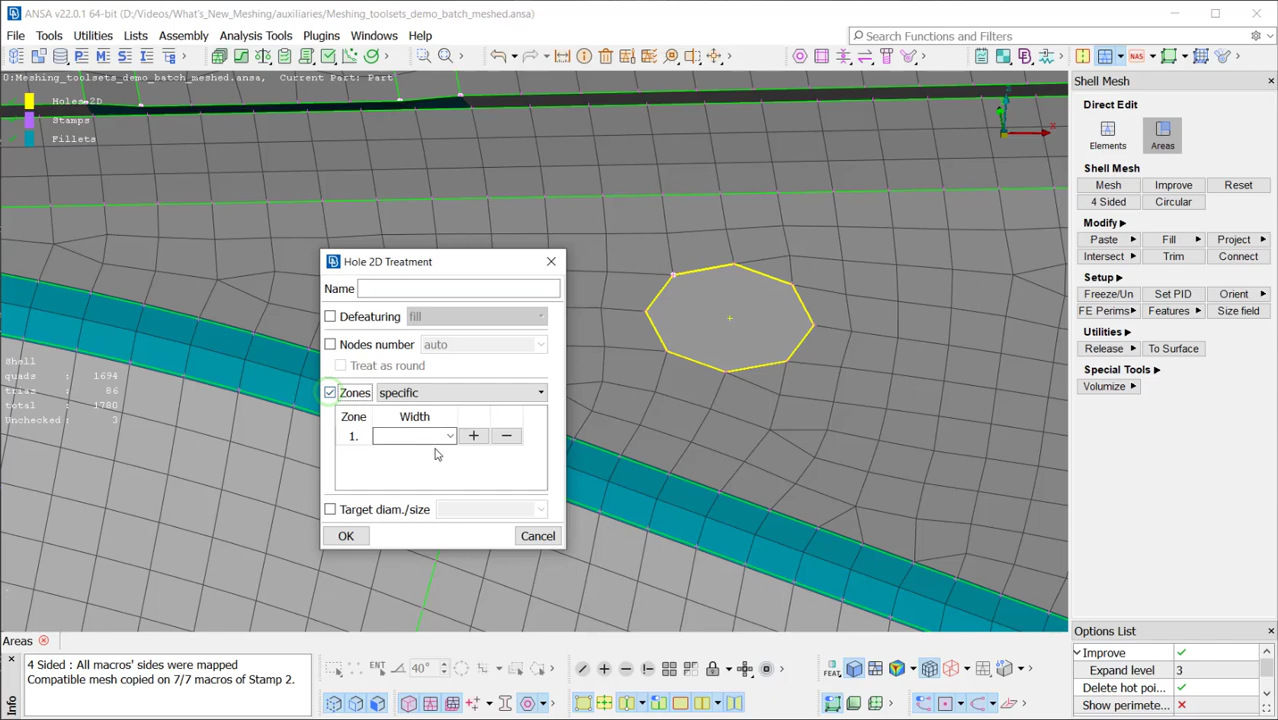 ANSA v22.0.1 64-bit (D:/Videos/What's_New_Meshing/auxiliaries/Meshing_toolsets_demo_batch_meshed.ansa)
File Tools Utilities Lists Assembly Analysis Tools Plugins Windows Help
Search Functions and Filters
0:Meshing_toolsets_demo_batch_meshed.ansa, Current Part: Part
Holes 2D
Stamps
Fillets
Shell
quads : 1694
trias : 86
total : 1780
Unchecked : 3
x
Hole 2D Treatment
Name
Defeaturing fill
Nodes number auto
Treat as round
Zones specific
Zone Width
1. + −
Target diam./size
OK Cancel
Shell Mesh
Direct Edit
Elements Areas
Shell Mesh
Mesh Improve Reset
4 Sided Circular
Modify
Paste Fill Project
Intersect Trim Connect
Setup:
Freeze/Un Set PID Orient
FE Perims Features Size field
Utilities
Release To Surface
Special Tools
Volumize
Options List
Improve
Expand level 3
Delete hot poi...
Show perimete...
Areas
Info
4 Sided : All macros' sides were mapped
Compatible mesh copied on 7/7 macros of Stamp 2.
ENT 40°
FEAT
NAS